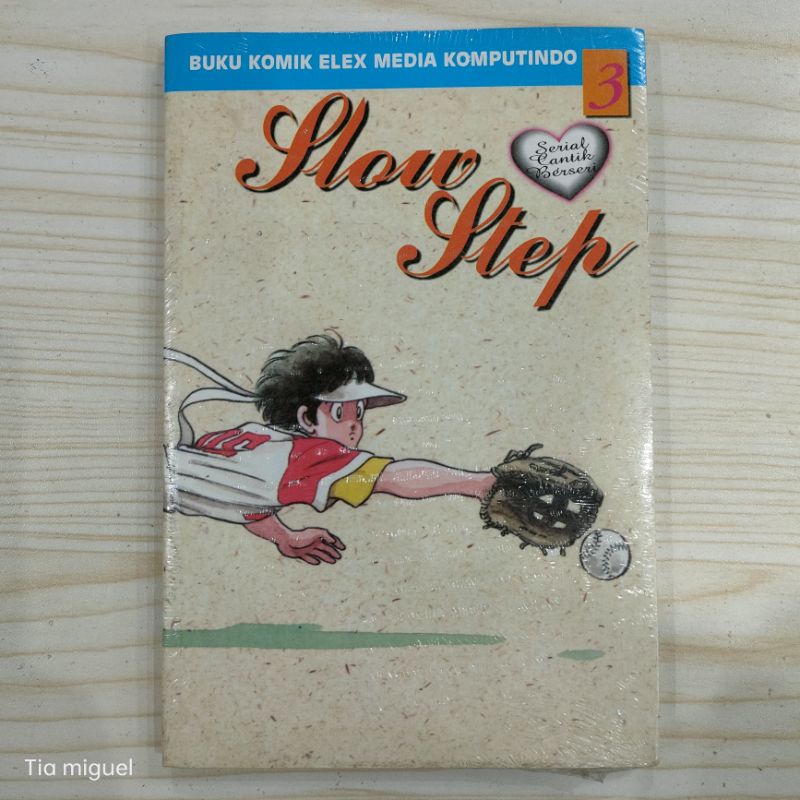 BUKU KOMIK ELEX MEDIA KOMPUTINDO
3
Slow
Step
Serial
Cantik
Berseri
Tia miguel